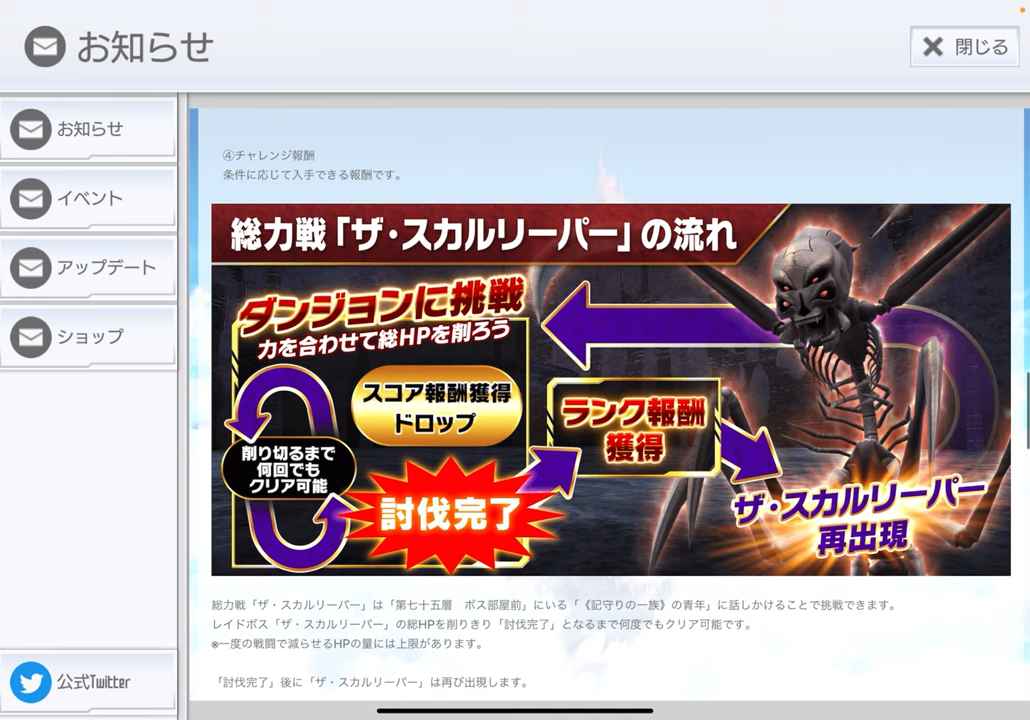 お知らせ
閉じる
お知らせ
イベント
アップデート
ショップ
公式Twitter
④チャレンジ報酬
条件に応じて入手できる報酬です。
総力戦「ザ・スカルリーパー」の流れ
ダンジョンに挑戦
力を合わせて総HPを削ろう
スコア報酬獲得
ドロップ
削り切るまで
何回でも
クリア可能
討伐完了
ランク報酬
獲得
ザ・スカルリーパー
再出現
総力戦「ザ・スカルリーパー」は「第七十五層　ボス部屋前」にいる「《記守りの一族》の青年」に話しかけることで挑戦できます。
レイドボス「ザ・スカルリーパー」の総HPを削りきり「討伐完了」となるまで何度でもクリア可能です。
※一度の戦闘で減らせるHPの量には上限があります。
「討伐完了」後に「ザ・スカルリーパー」は再び出現します。